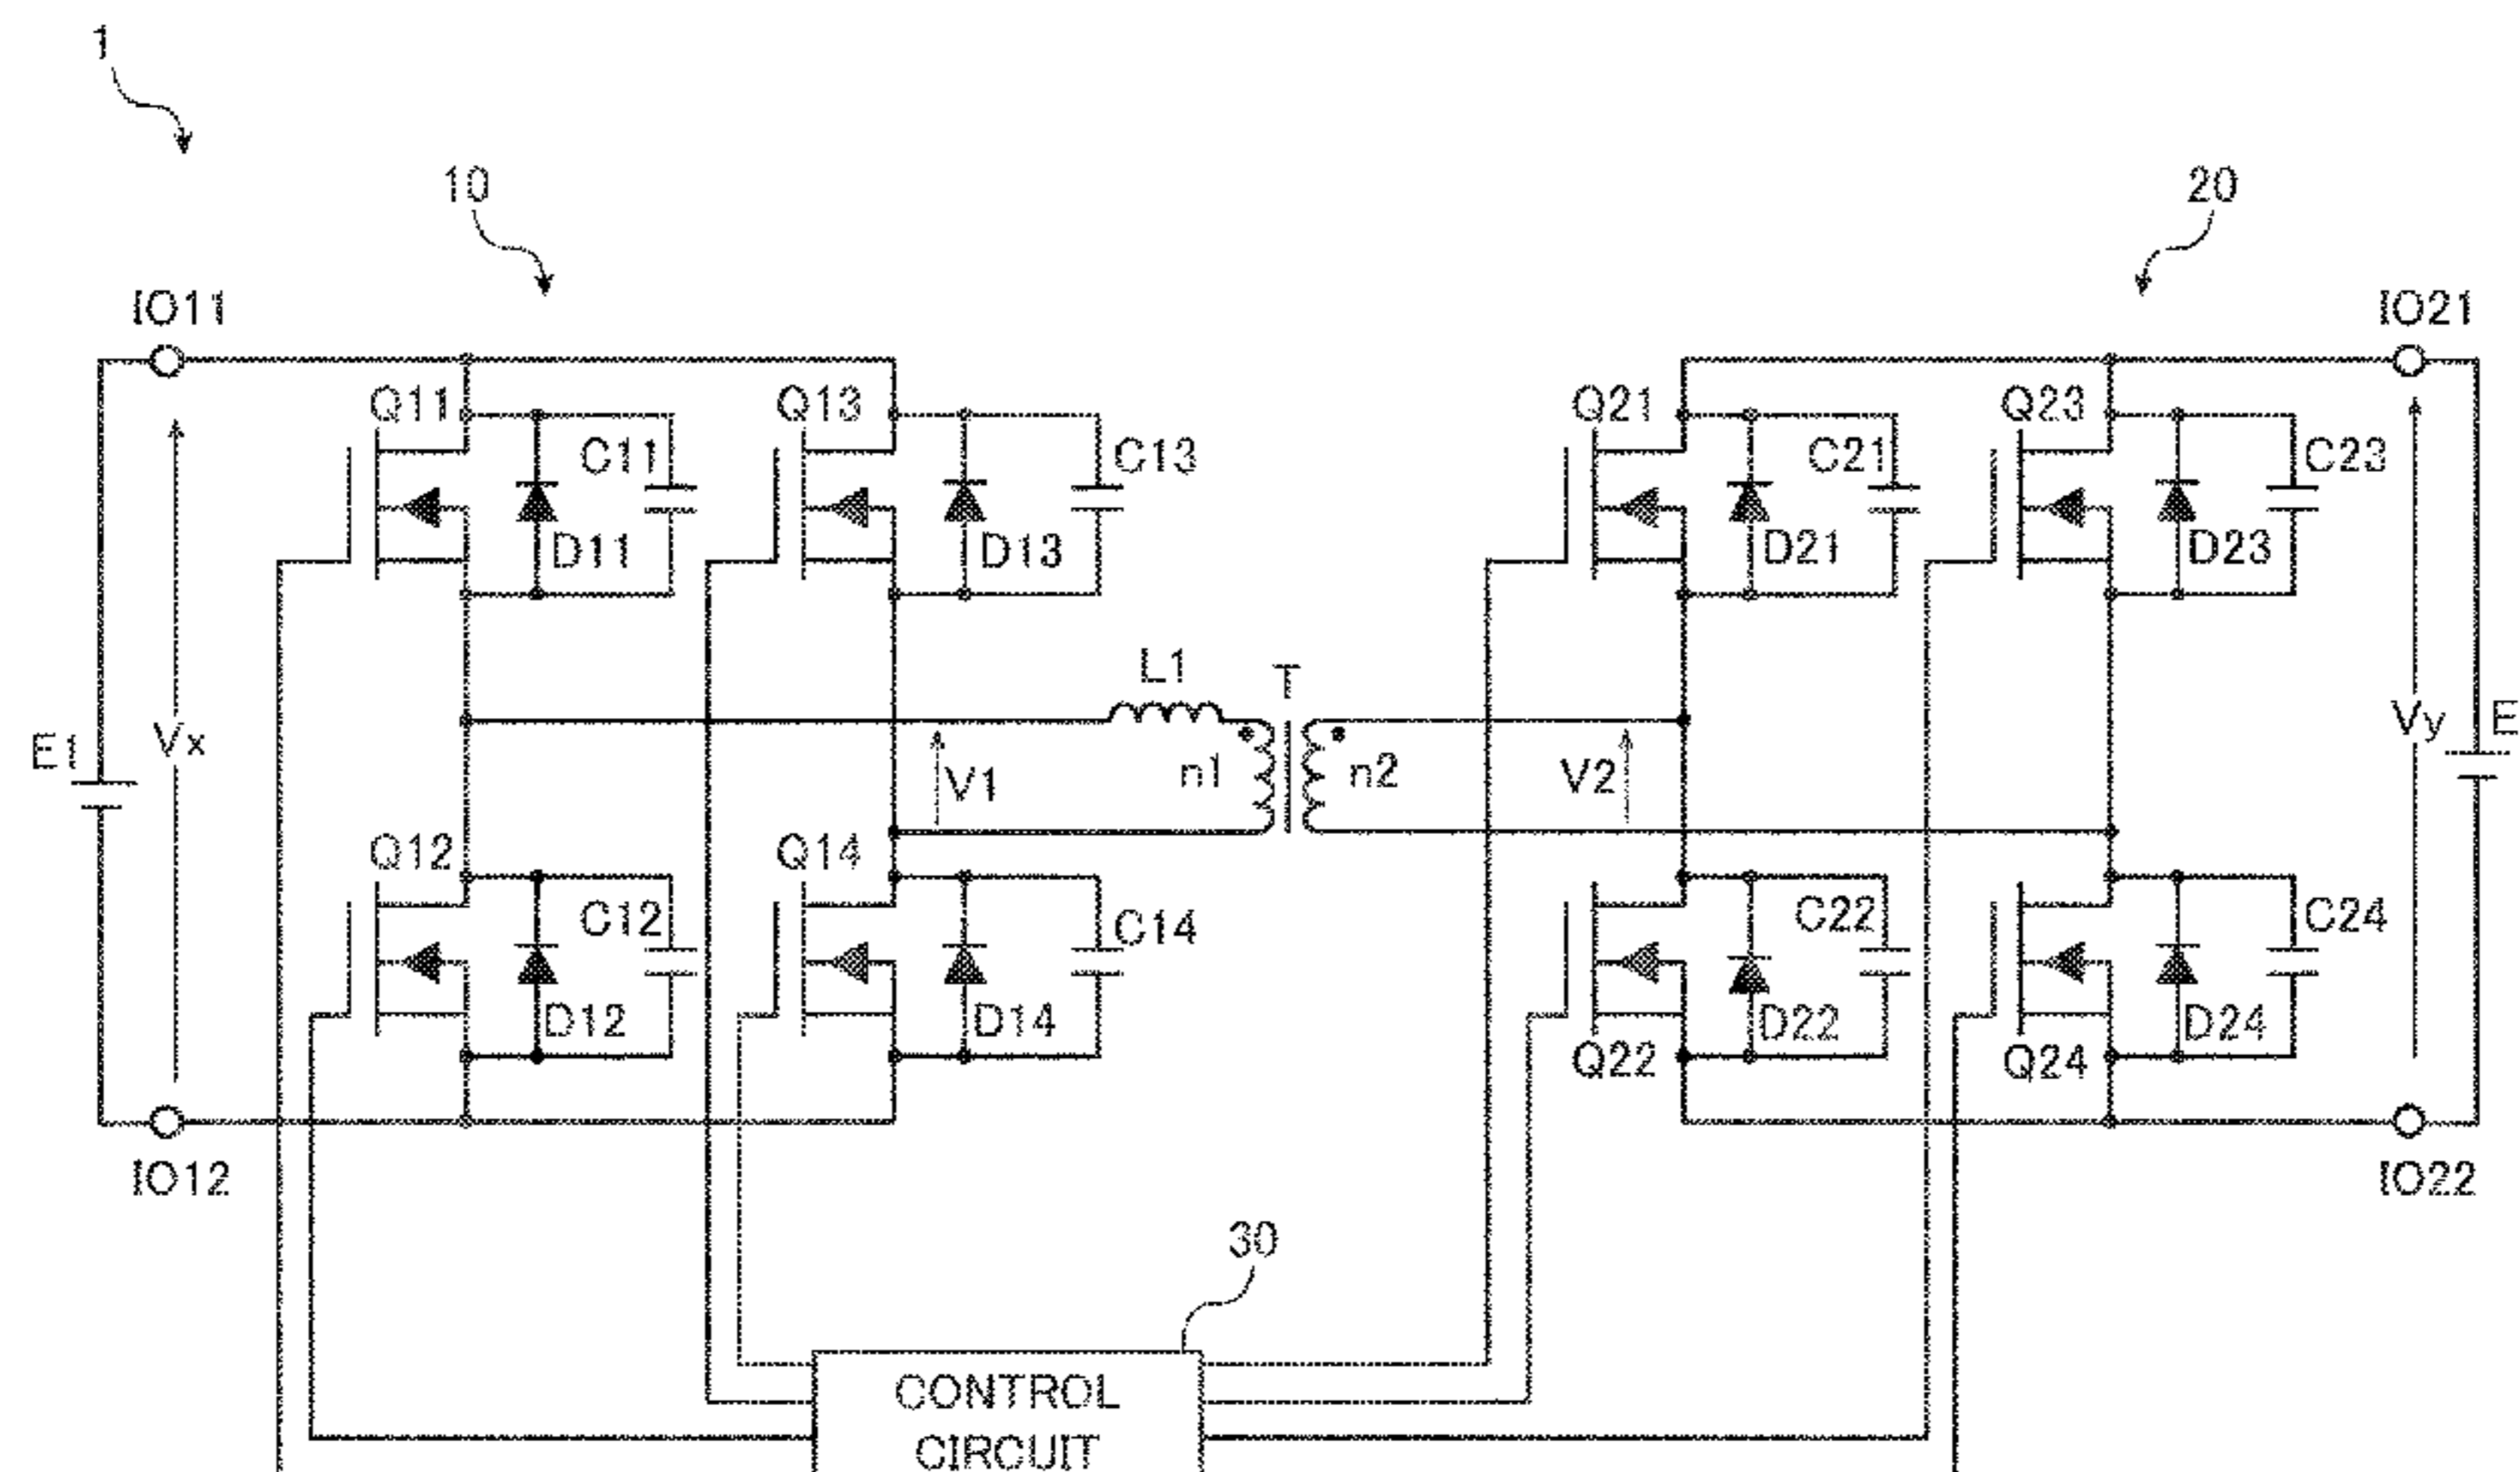 1
10
20
IO11
IO21
Q11
Q13
Q21
Q23
C11
C13
C21
C23
D11
D13
D21
D23
L1
T
E1
Vx
V1
n1
n2
V2
Vy
E
Q12
Q14
C12
C14
C22
C24
D12
D14
D22
D24
Q22
Q24
IO12
IO22
30
CONTROL
CIRCUIT